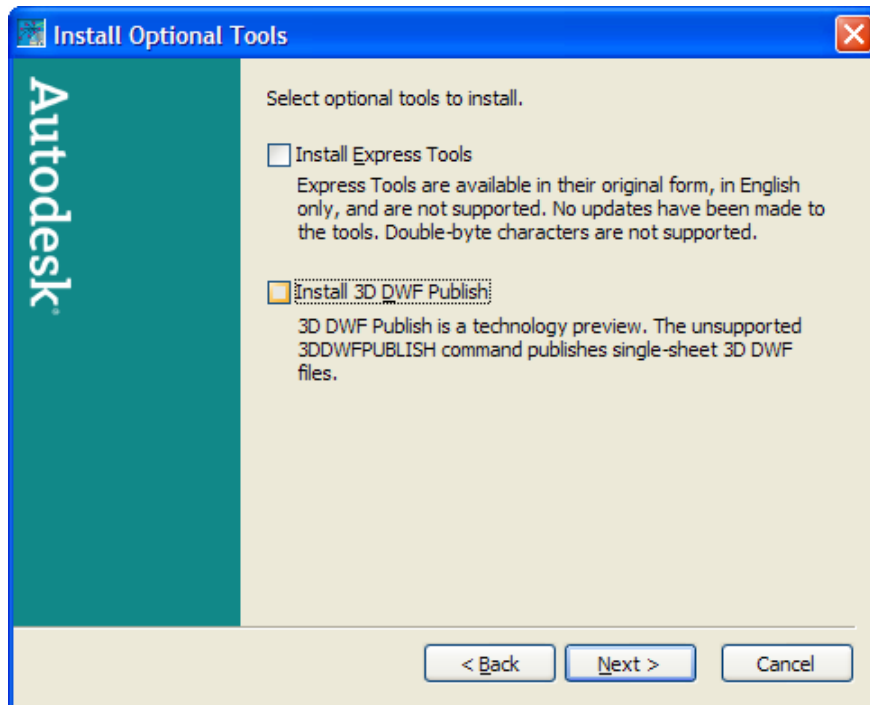 Install Optional Tools
Autodesk
Select optional tools to install.
Install Express Tools
Express Tools are available in their original form, in English
only, and are not supported. No updates have been made to
the tools. Double-byte characters are not supported.
Install 3D DWF Publish
3D DWF Publish is a technology preview. The unsupported
3DDWFPUBLISH command publishes single-sheet 3D DWF
files.
< Back
Next >
Cancel